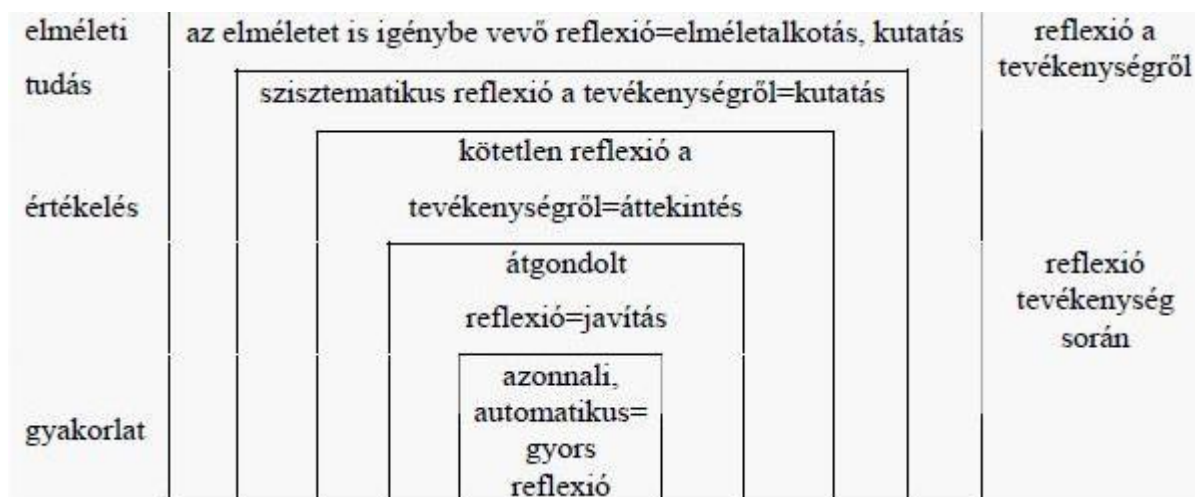 elméleti
tudás
értékelés
gyakorlat
az elméletet is igénybe vevő reflexió=elméletalkotás, kutatás
szisztematikus reflexió a tevékenységről=kutatás
kötetlen reflexió a
tevékenységről=áttekintés
átgondolt
reflexió=javítás
azonnali,
automatikus=
gyors
reflexió
reflexió a
tevékenységről
reflexió
tevékenység
során